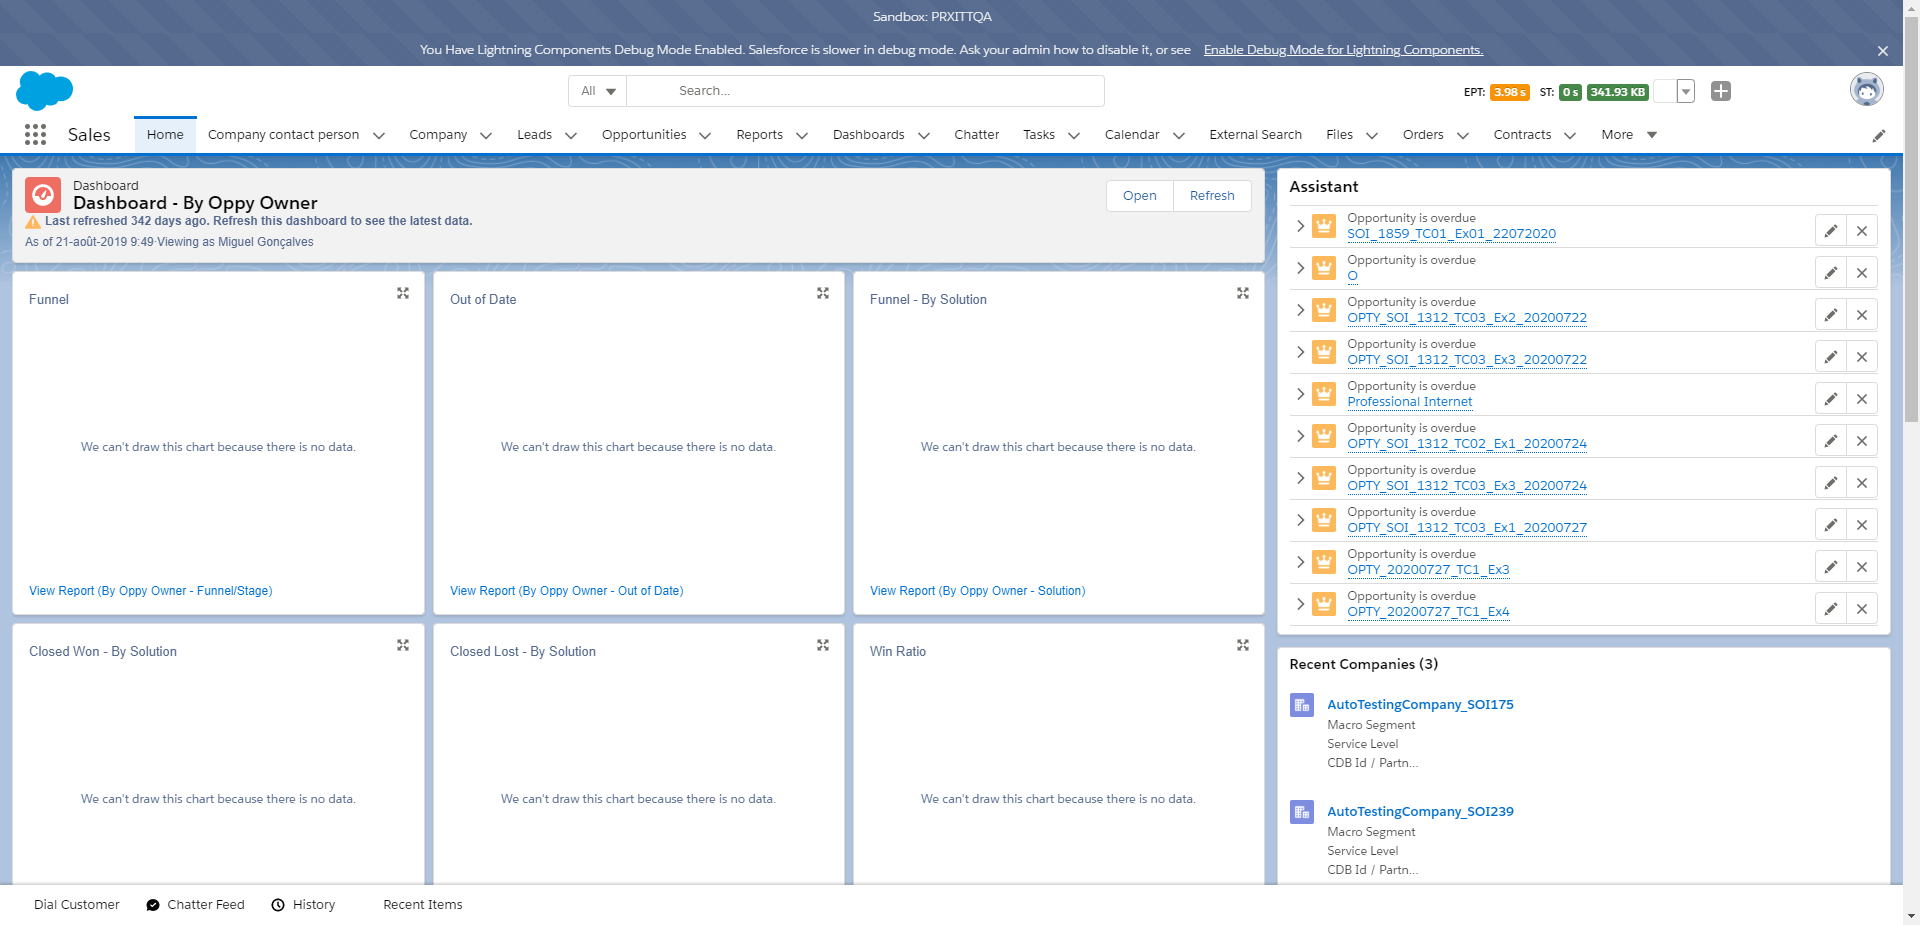 Sandbox: PRXITTQA
You Have Lightning Components Debug Mode Enabled. Salesforce is slower in debug mode. Ask your admin how to disable it, or see Enable Debug Mode for Lightning Components.
All Search...
EPT: 3.98 s ST: 0 s 341.93 KB
Sales Home Company contact person Company Leads Opportunities Reports Dashboards Chatter Tasks Calendar External Search Files Orders Contracts More
Dashboard
Dashboard - By Oppy Owner
Last refreshed 342 days ago. Refresh this dashboard to see the latest data.
As of 21-août-2019 9:49·Viewing as Miguel Gonçalves
Open Refresh
Funnel
We can't draw this chart because there is no data.
View Report (By Oppy Owner - Funnel/Stage)
Out of Date
We can't draw this chart because there is no data.
View Report (By Oppy Owner - Out of Date)
Funnel - By Solution
We can't draw this chart because there is no data.
View Report (By Oppy Owner - Solution)
Closed Won - By Solution
We can't draw this chart because there is no data.
Closed Lost - By Solution
We can't draw this chart because there is no data.
Win Ratio
We can't draw this chart because there is no data.
Assistant
Opportunity is overdue
SOI_1859_TC01_Ex01_22072020
Opportunity is overdue
O
Opportunity is overdue
OPTY_SOI_1312_TC03_Ex2_20200722
Opportunity is overdue
OPTY_SOI_1312_TC03_Ex3_20200722
Opportunity is overdue
Professional Internet
Opportunity is overdue
OPTY_SOI_1312_TC02_Ex1_20200724
Opportunity is overdue
OPTY_SOI_1312_TC03_Ex3_20200724
Opportunity is overdue
OPTY_SOI_1312_TC03_Ex1_20200727
Opportunity is overdue
OPTY_20200727_TC1_Ex3
Opportunity is overdue
OPTY_20200727_TC1_Ex4
Recent Companies (3)
AutoTestingCompany_SOI175
Macro Segment
Service Level
CDB Id / Partn...
AutoTestingCompany_SOI239
Macro Segment
Service Level
CDB Id / Partn...
Dial Customer Chatter Feed History Recent Items